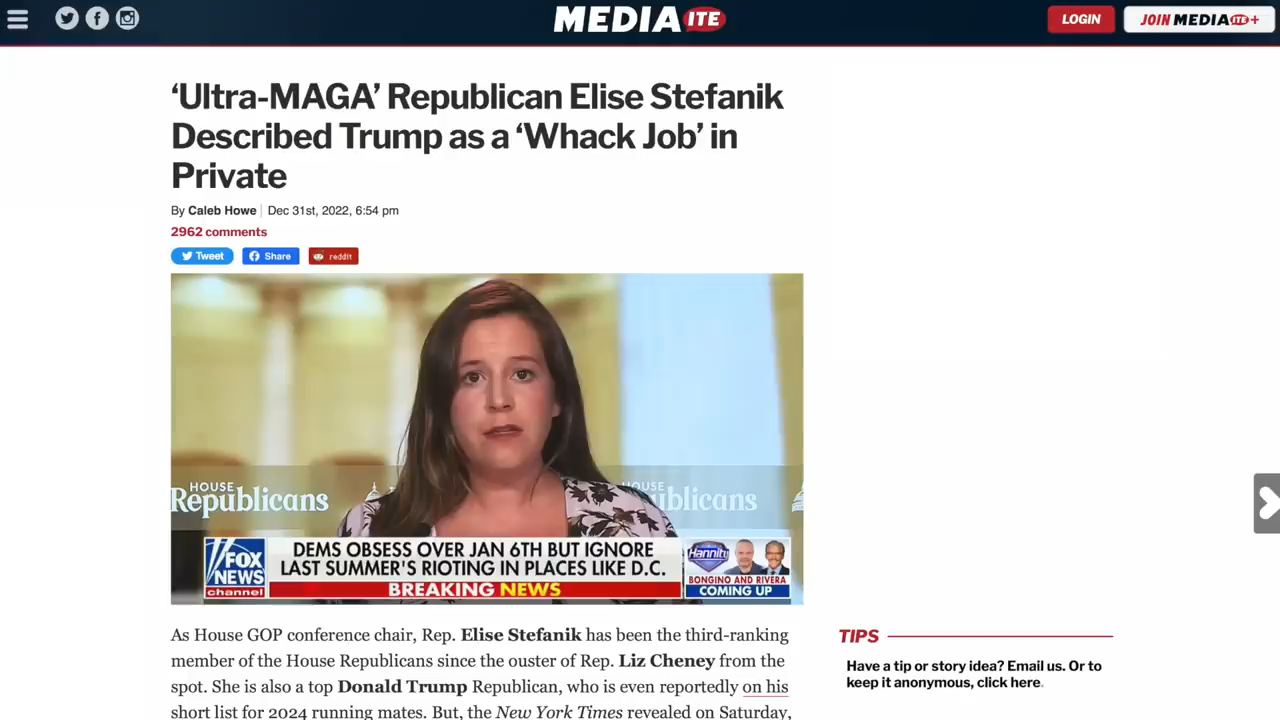 MEDIAITE
LOGIN
JOIN MEDIAITE+
‘Ultra-MAGA’ Republican Elise Stefanik
Described Trump as a ‘Whack Job’ in
Private
By Caleb Howe | Dec 31st, 2022, 6:54 pm
2962 comments
Tweet
Share
reddit
HOUSE
Republicans
HOUSE
ublicans
FOX
NEWS
channel
DEMS OBSESS OVER JAN 6TH BUT IGNORE
LAST SUMMER'S RIOTING IN PLACES LIKE D.C.
BREAKING NEWS
Hannity
BONGINO AND RIVERA
COMING UP
As House GOP conference chair, Rep. Elise Stefanik has been the third-ranking
member of the House Republicans since the ouster of Rep. Liz Cheney from the
spot. She is also a top Donald Trump Republican, who is even reportedly on his
short list for 2024 running mates. But, the New York Times revealed on Saturday,
TIPS
Have a tip or story idea? Email us. Or to
keep it anonymous, click here.